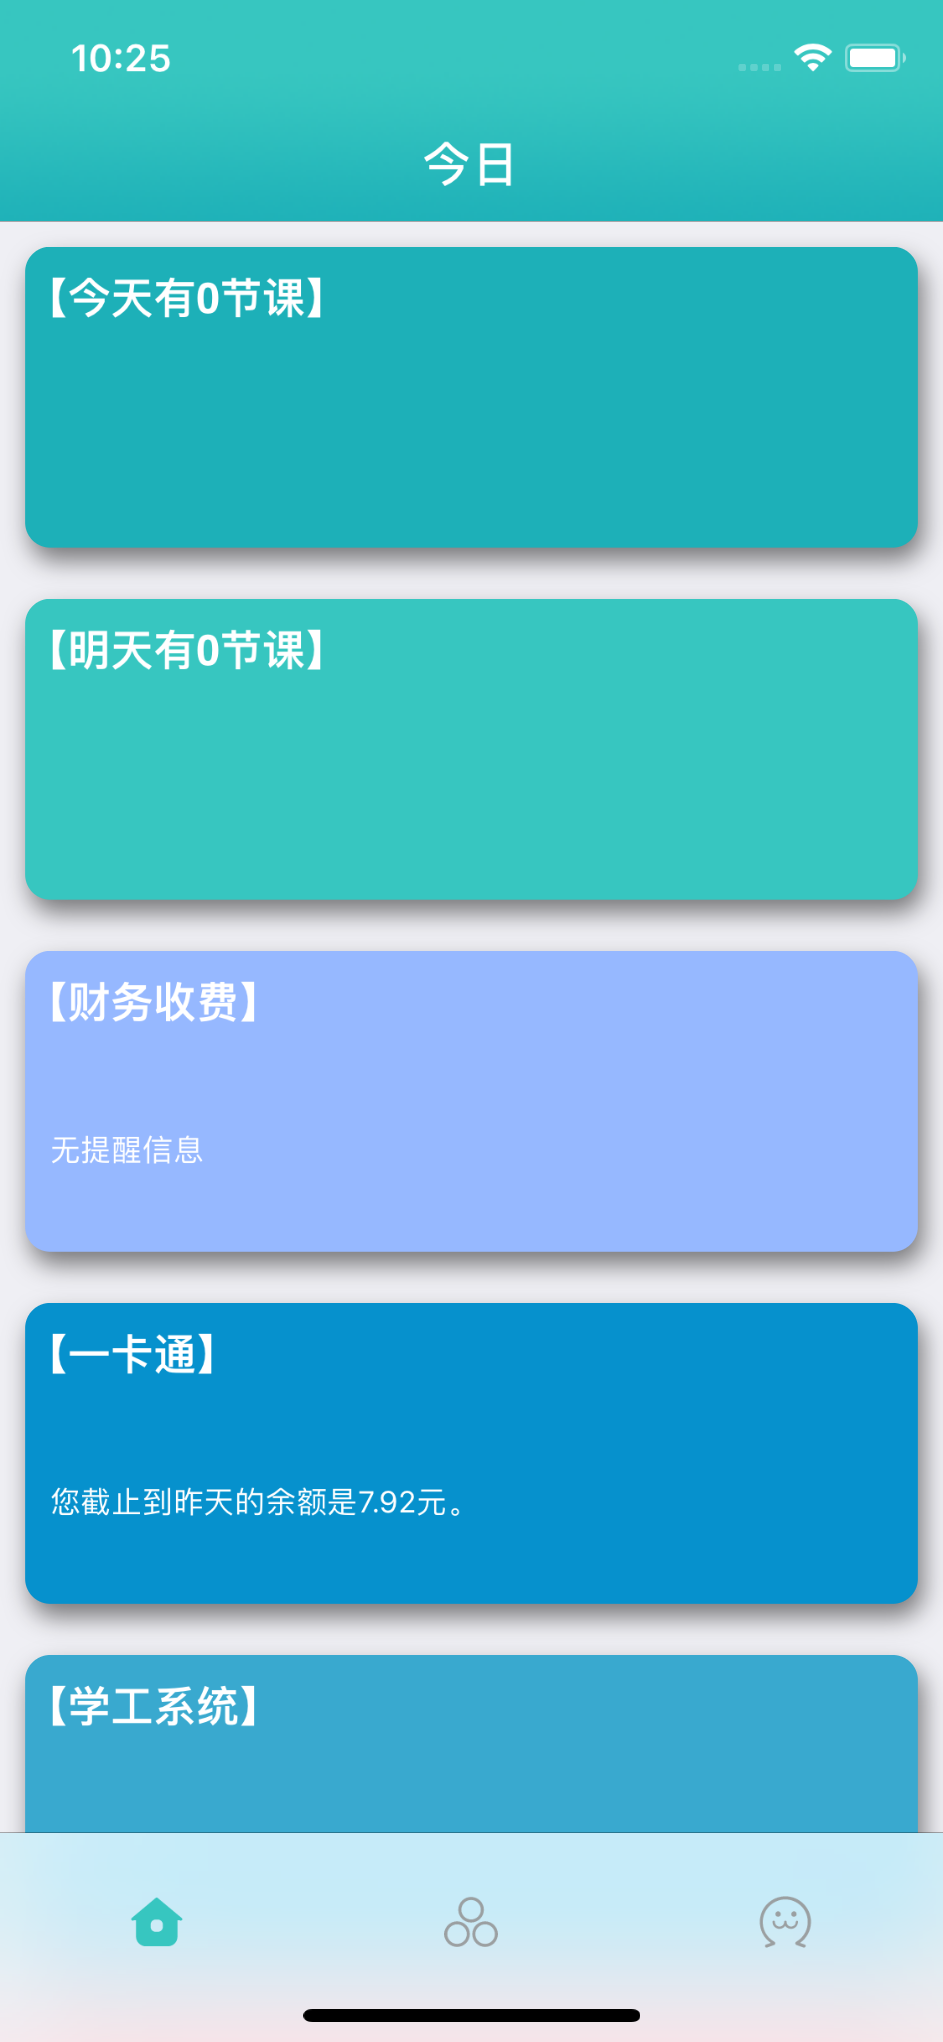 10:25
今日
【今天有0节课】
【明天有0节课】
【财务收费】
无提醒信息
【一卡通】
您截止到昨天的余额是7.92元。
【学工系统】